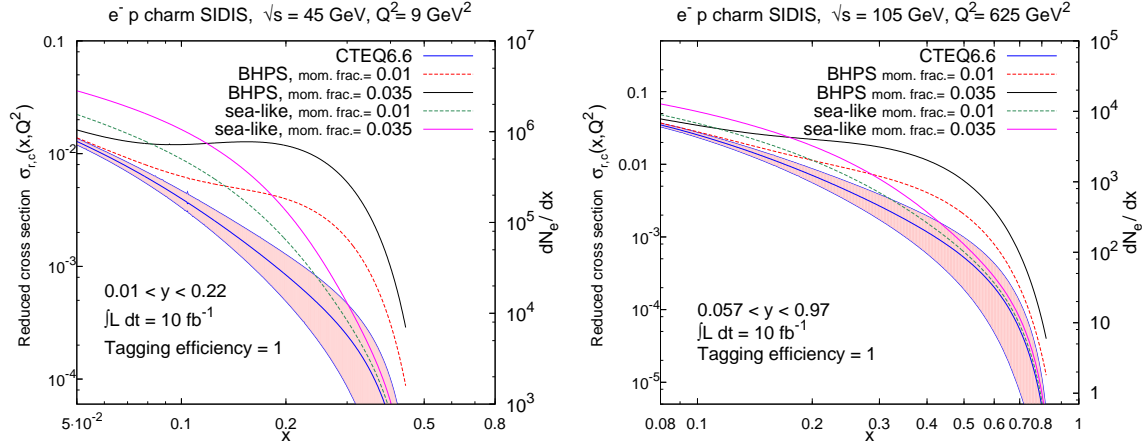 e⁻ p charm SIDIS, √s = 45 GeV, Q²= 9 GeV²
0.1
10⁻²
10⁻³
10⁻⁴
Reduced cross section σr,c(x,Q²)
CTEQ6.6
BHPS, mom. frac.= 0.01
BHPS, mom. frac.= 0.035
sea-like, mom. frac.= 0.01
sea-like, mom. frac.= 0.035
0.01 < y < 0.22
∫L dt = 10 fb⁻¹
Tagging efficiency = 1
10⁷
10⁶
10⁵
10⁴
10³
dNe/ dx
5·10⁻² 0.1 0.2 0.4 0.8
x
e⁻ p charm SIDIS, √s = 105 GeV, Q²= 625 GeV²
0.1
0.01
10⁻³
10⁻⁴
10⁻⁵
Reduced cross section σr,c(x,Q²)
CTEQ6.6
BHPS, mom. frac.= 0.01
BHPS, mom. frac.= 0.035
sea-like mom. frac.= 0.01
sea-like mom. frac.= 0.035
0.057 < y < 0.97
∫L dt = 10 fb⁻¹
Tagging efficiency = 1
10⁵
10⁴
10³
10²
10
1
dNe/ dx
0.08 0.1 0.2 0.3 0.4 0.5 0.6 0.7 0.8 1
x